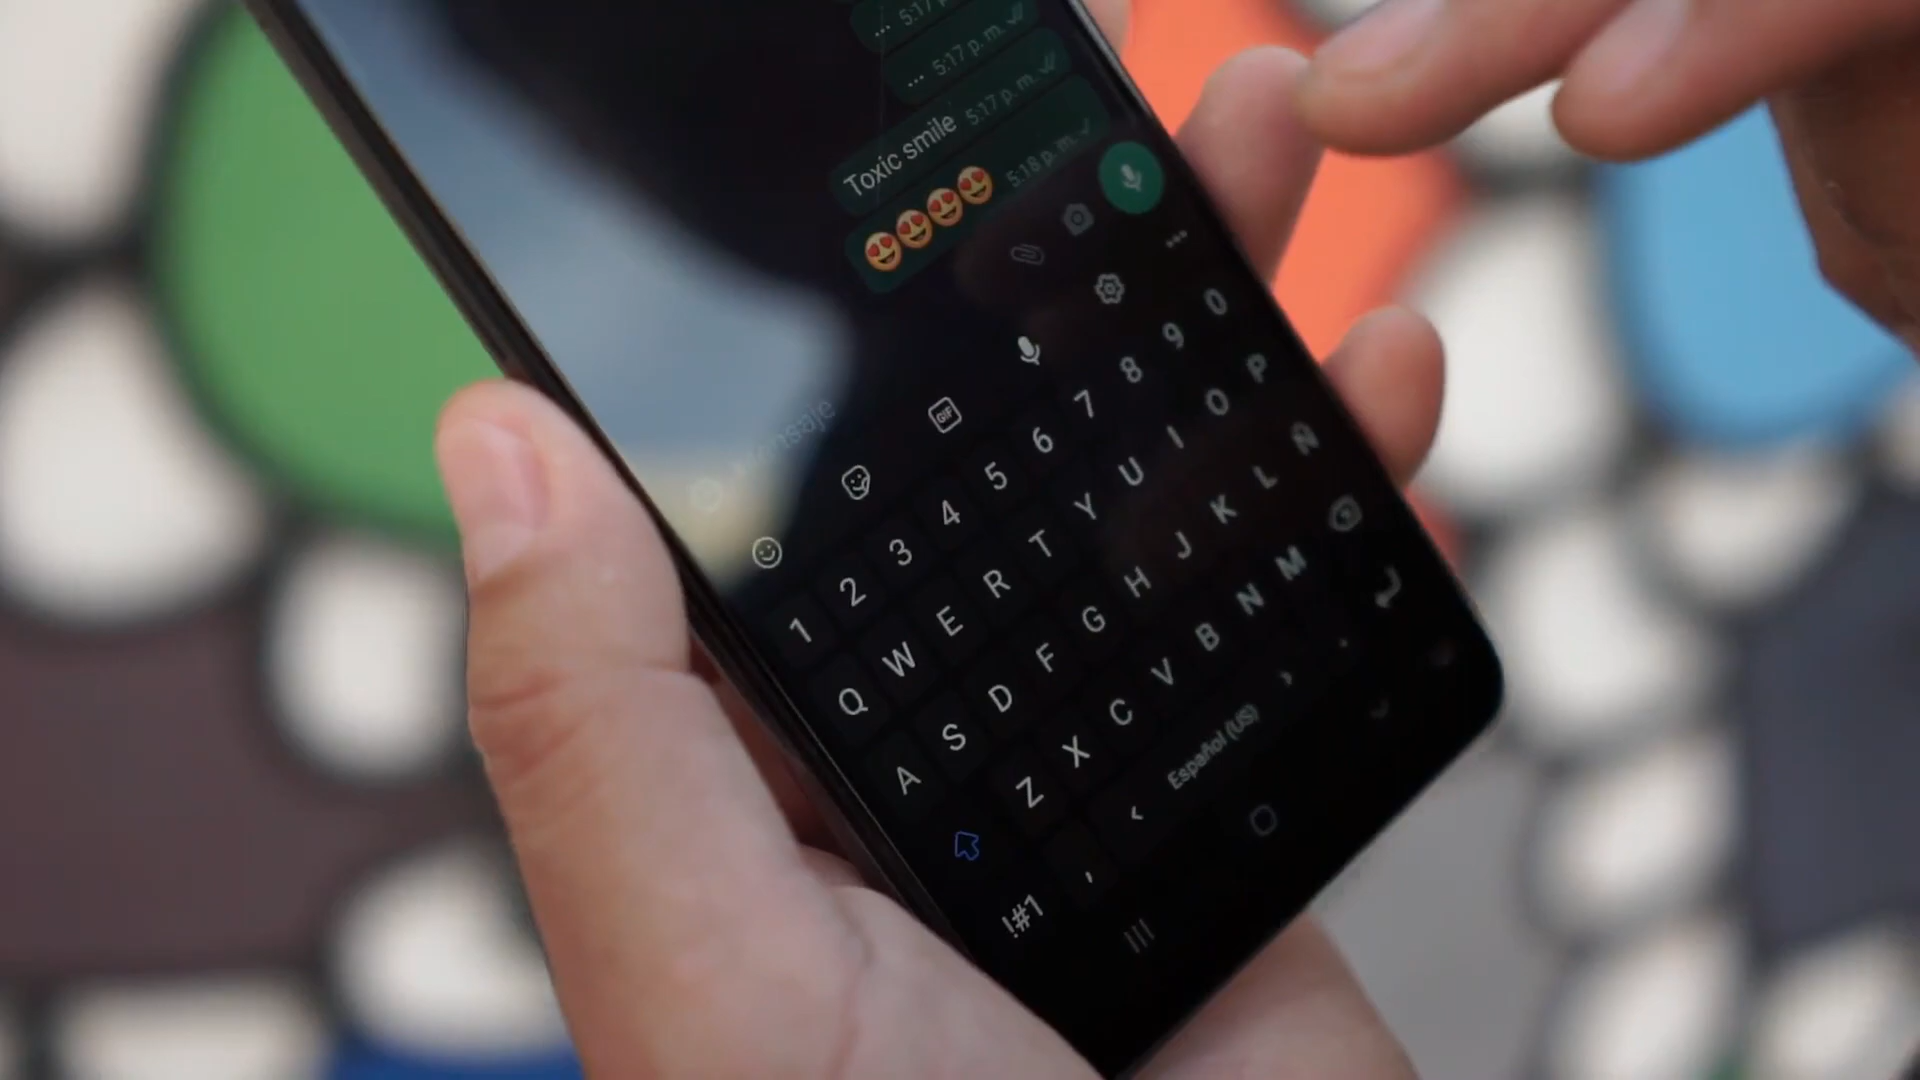 ... 5:17 p.
... 5:17 p. m.
Toxic smile 5:17 p. m.
😍😍😍😍 5:18 p. m.
Mensaje
GIF
1 2 3 4 5 6 7 8 9 0
Q W E R T Y U I O P
A S D F G H J K L Ñ
Z X C V B N M
!#1 , < Español (US) > .